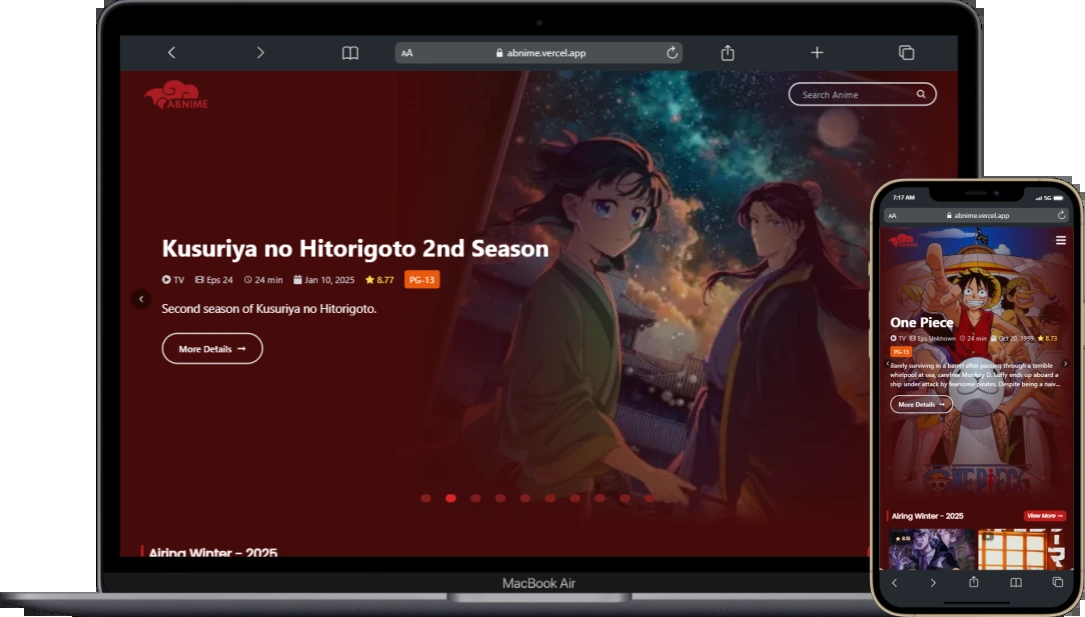 AA abnime.vercel.app
ABNIME
Search Anime
Kusuriya no Hitorigoto 2nd Season
TV Eps 24 24 min Jan 10, 2025 8.77 PG-13
Second season of Kusuriya no Hitorigoto.
More Details →
Airing Winter - 2025
MacBook Air
7:17 AM 5G
AA abnime.vercel.app
ABNIME
One Piece
TV Eps Unknown 24 min Oct 20, 1999 8.73
PG-13
Barely surviving in a barrel after passing through a terrible
whirlpool at sea, carefree Monkey D. Luffy ends up aboard a
ship under attack by fearsome pirates. Despite being a naiv...
More Details →
ONE PIECE
Airing Winter - 2025
View More →